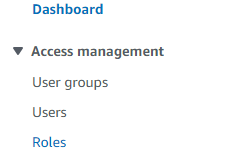 Dashboard
Access management
User groups
Users
Roles